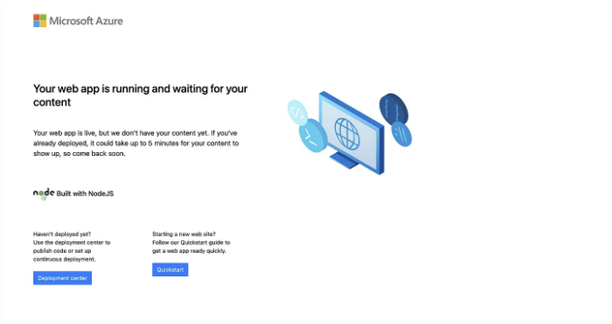 Microsoft Azure
Your web app is running and waiting for your
content
Your web app is live, but we don't have your content yet. If you've
already deployed, it could take up to 5 minutes for your content to
show up, so come back soon.
node Built with NodeJS
Haven't deployed yet?
Use the deployment center to
publish code or set up
continuous deployment.
Deployment center
Starting a new web site?
Follow our Quickstart guide to
get a web app ready quickly.
Quickstart